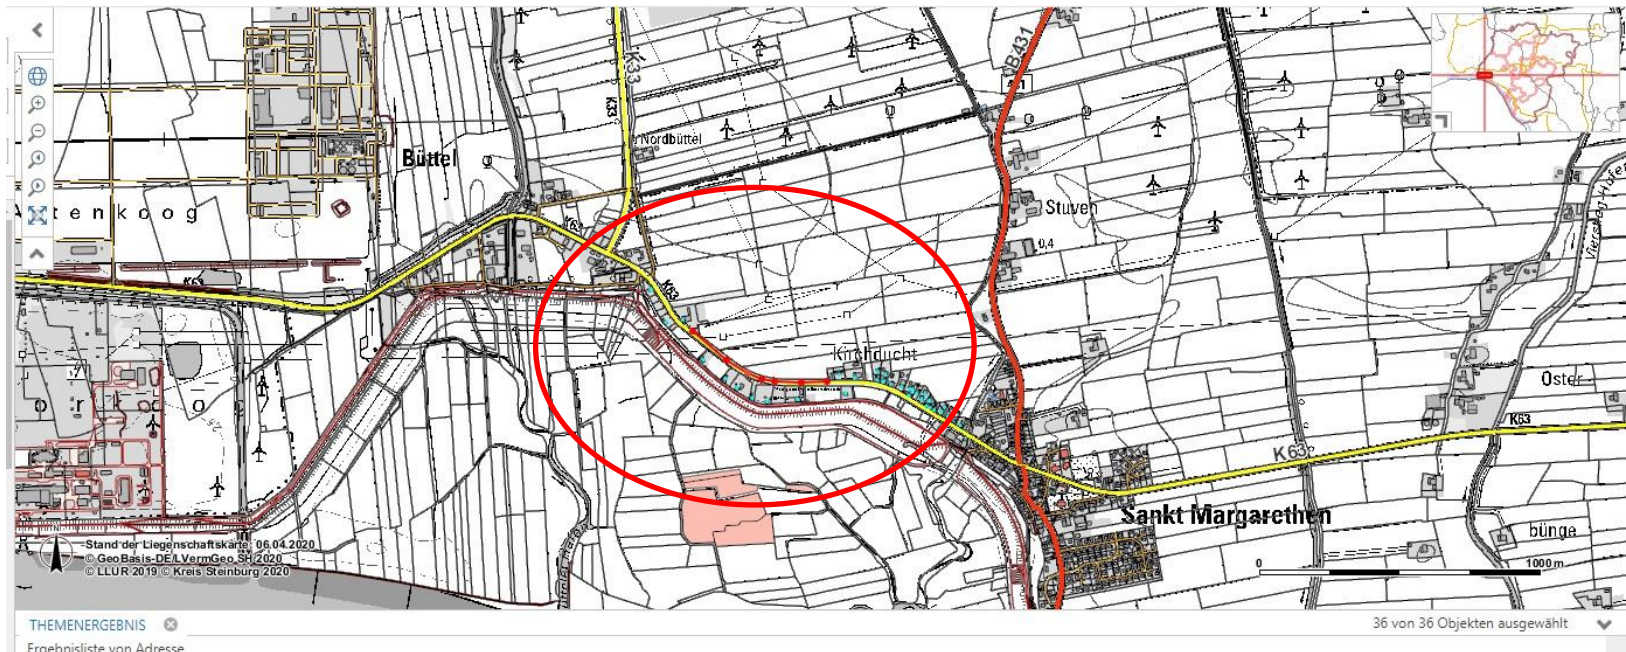 B431
K33
K33
Nordbüttel
Büttel
tenkoog
Stuven
0,4
K63
K63
K63
Kirchducht
Oster
K63
K63
Sankt Margarethen
bünge
Stand der Liegenschaftskarte: 06.04.2020
© GeoBasis-DE/LVermGeo SH 2020
© LLUR 2019 © Kreis Steinburg 2020
0
1000 m
THEMENERGEBNIS
36 von 36 Objekten ausgewählt
Ergebnisliste von Adresse